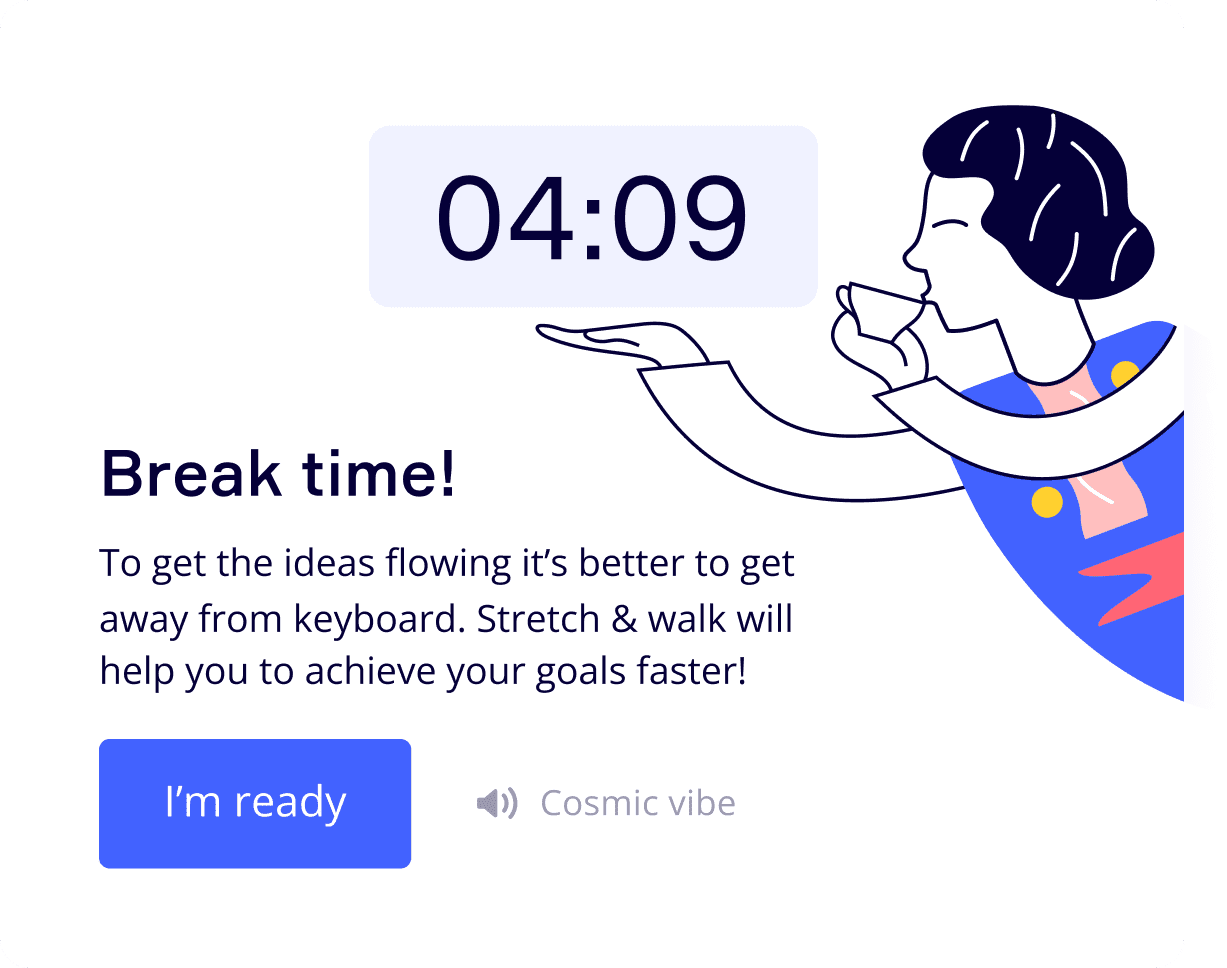 04:09
Break time!
To get the ideas flowing it’s better to get
away from keyboard. Stretch & walk will
help you to achieve your goals faster!
I’m ready
Cosmic vibe